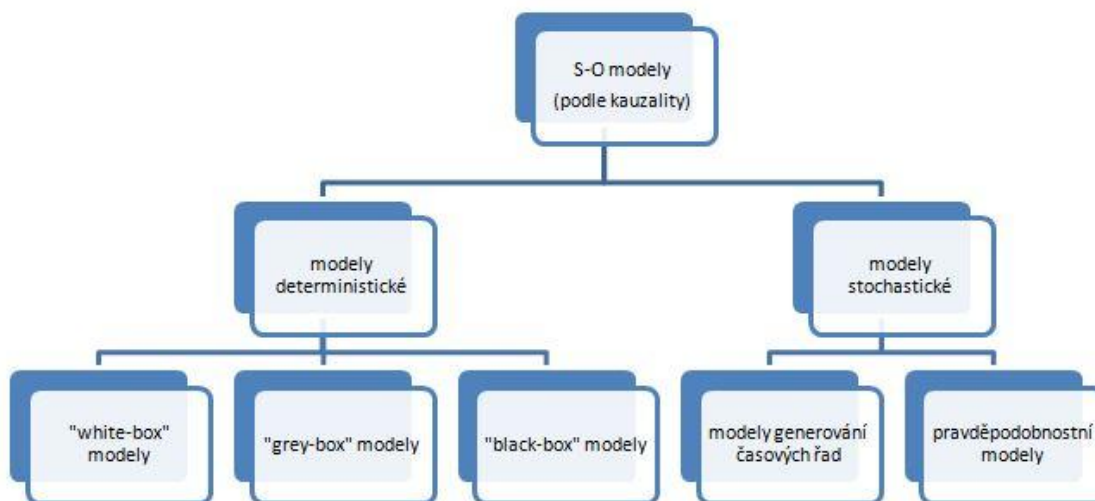 S-O modely
(podle kauzality)
modely
deterministické
modely
stochastické
"white-box"
modely
"grey-box" modely
"black-box" modely
modely generování
časových řad
pravděpodobnostní
modely